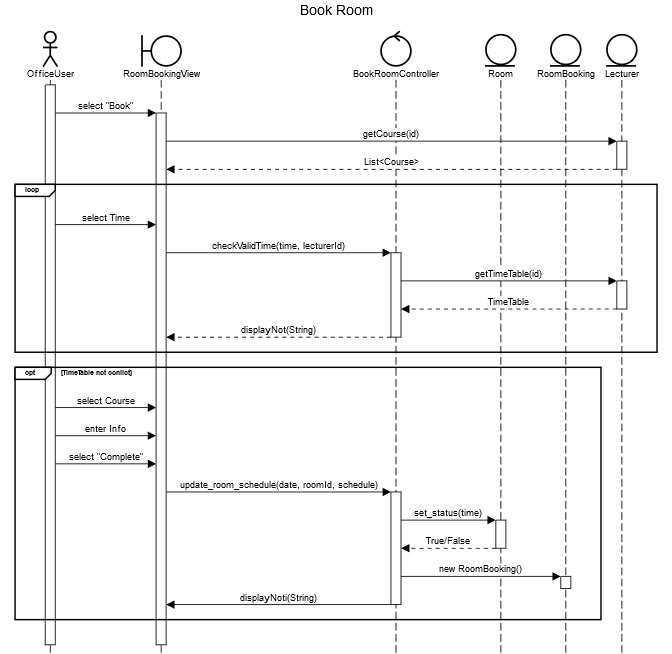 Book Room
OfficeUser
RoomBookingView
BookRoomController
Room
RoomBooking
Lecturer
select "Book"
getCourse(id)
List<Course>
loop
select Time
checkValidTime(time, lecturerId)
getTimeTable(id)
TimeTable
displayNot(String)
opt
[TimeTable not conflict]
select Course
enter Info
select "Complete"
update_room_schedule(date, roomId, schedule)
set_status(time)
True/False
new RoomBooking()
displayNoti(String)